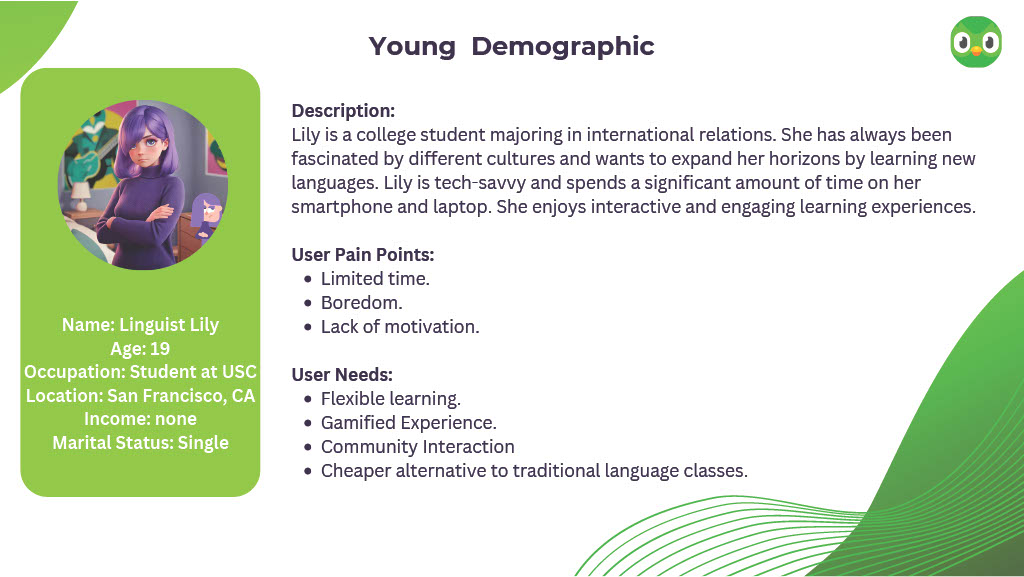 Young Demographic
Name: Linguist Lily
Age: 19
Occupation: Student at USC
Location: San Francisco, CA
Income: none
Marital Status: Single
Description:
Lily is a college student majoring in international relations. She has always been
fascinated by different cultures and wants to expand her horizons by learning new
languages. Lily is tech-savvy and spends a significant amount of time on her
smartphone and laptop. She enjoys interactive and engaging learning experiences.
User Pain Points:
• Limited time.
• Boredom.
• Lack of motivation.
User Needs:
• Flexible learning.
• Gamified Experience.
• Community Interaction
• Cheaper alternative to traditional language classes.